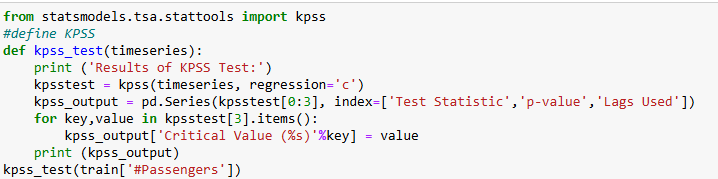 from statsmodels.tsa.stattools import kpss
#define KPSS
def kpss_test(timeseries):
    print ('Results of KPSS Test:')
    kpsstest = kpss(timeseries, regression='c')
    kpss_output = pd.Series(kpsstest[0:3], index=['Test Statistic','p-value','Lags Used'])
    for key,value in kpsstest[3].items():
        kpss_output['Critical Value (%s)'%key] = value
    print (kpss_output)
kpss_test(train['#Passengers'])